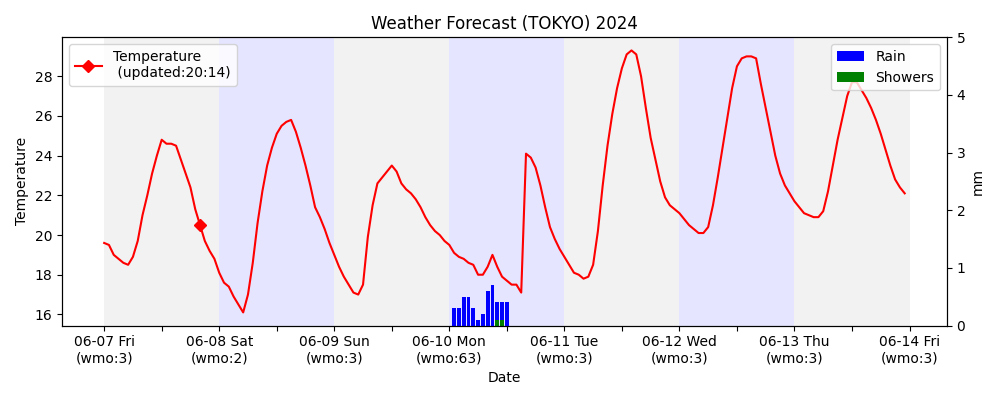 Weather Forecast (TOKYO) 2024
Temperature
(updated:20:14)
Rain
Showers
Temperature
28
26
24
22
20
18
16
5
4
3
2
1
0
mm
06-07 Fri
(wmo:3)
06-08 Sat
(wmo:2)
06-09 Sun
(wmo:3)
06-10 Mon
(wmo:63)
06-11 Tue
(wmo:3)
06-12 Wed
(wmo:3)
06-13 Thu
(wmo:3)
06-14 Fri
(wmo:3)
Date